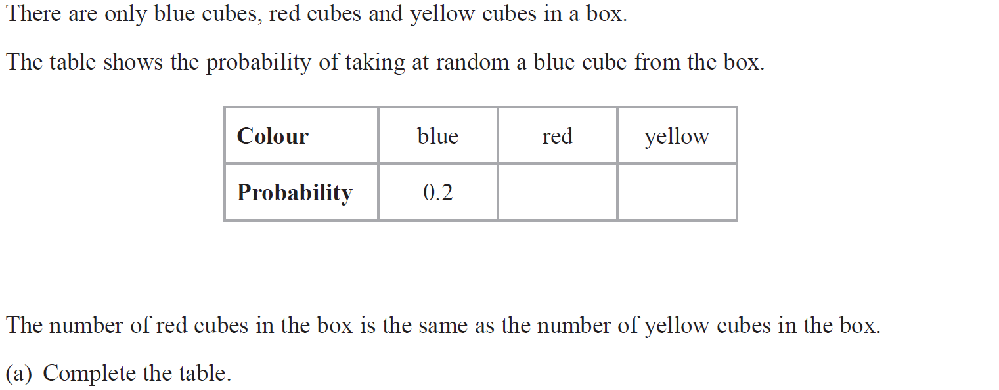 There are only blue cubes, red cubes and yellow cubes in a box.
The table shows the probability of taking at random a blue cube from the box.
Colour blue red yellow
Probability 0.2
The number of red cubes in the box is the same as the number of yellow cubes in the box.
(a) Complete the table.